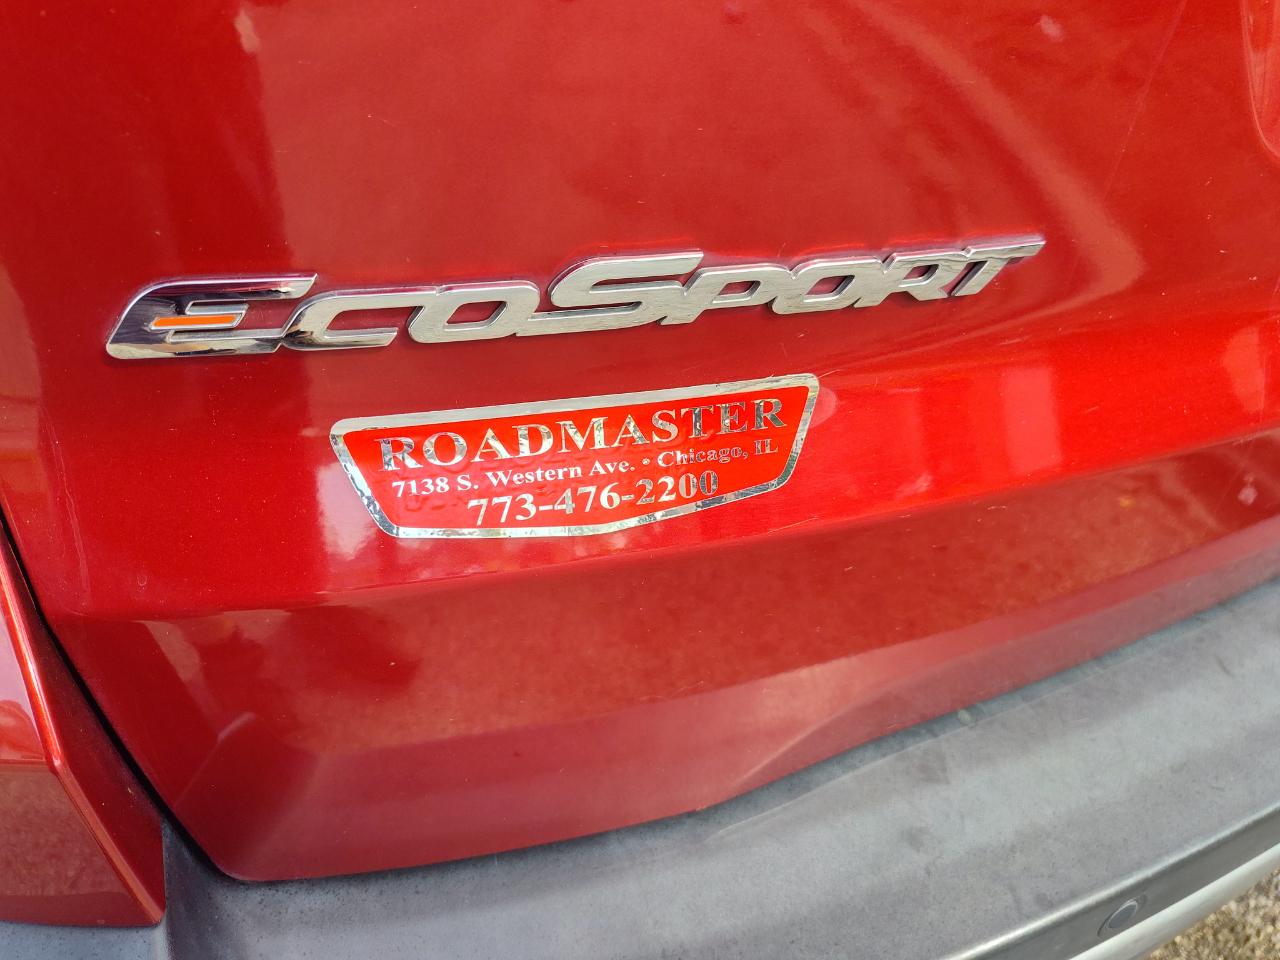 ECOSPORT
ROADMASTER
7138 S. Western Ave. • Chicago, IL
773-476-2200